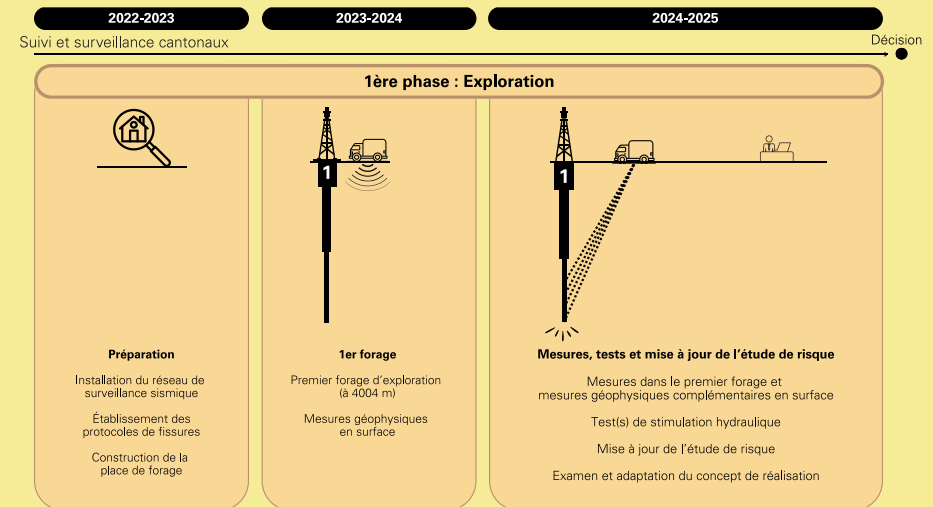 2022-2023
2023-2024
2024-2025
Suivi et surveillance cantonaux
Décision
1ère phase : Exploration
1
1
Préparation
Installation du réseau de
surveillance sismique
Établissement des
protocoles de fissures
Construction de la
place de forage
1er forage
Premier forage d'exploration
(à 4004 m)
Mesures géophysiques
en surface
Mesures, tests et mise à jour de l'étude de risque
Mesures dans le premier forage et
mesures géophysiques complémentaires en surface
Test(s) de stimulation hydraulique
Mise à jour de l'étude de risque
Examen et adaptation du concept de réalisation